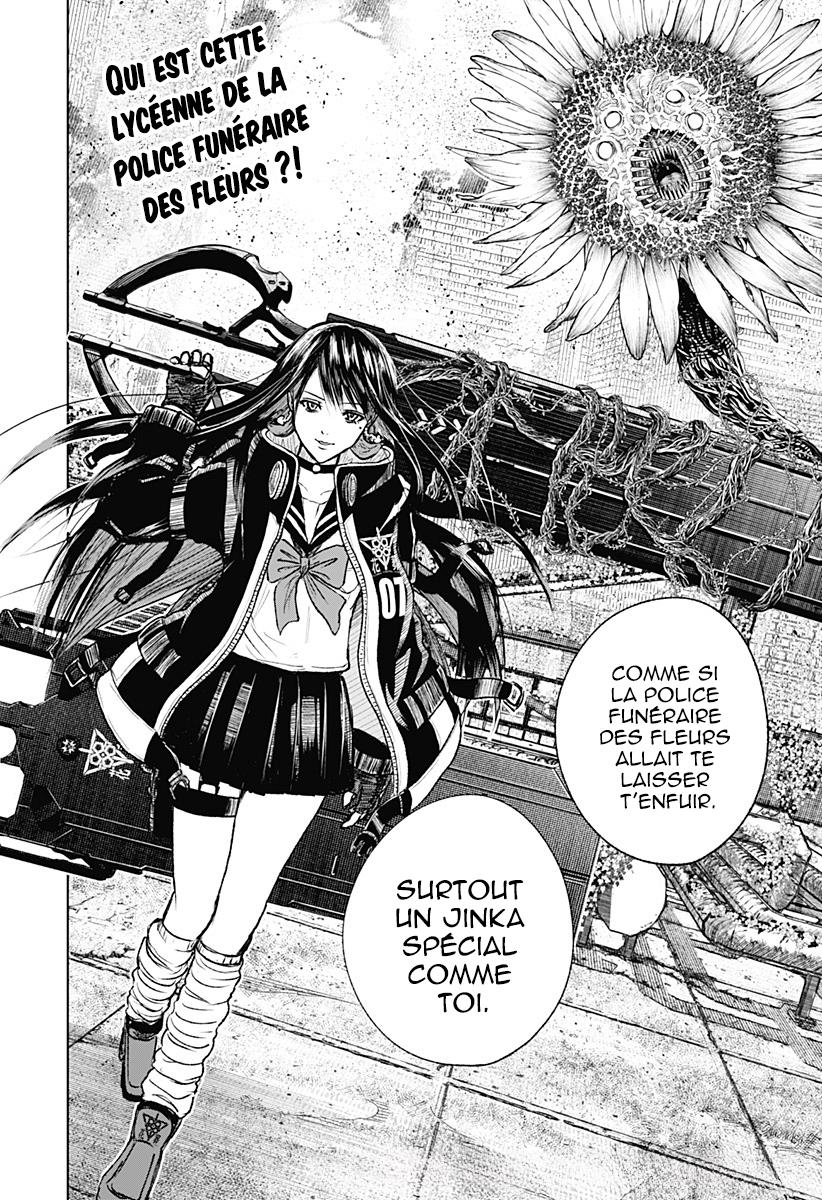 QUI EST CETTE
LYCÉENNE DE LA
POLICE FUNÉRAIRE
DES FLEURS ?!
COMME SI
LA POLICE
FUNÉRAIRE
DES FLEURS
ALLAIT TE
LAISSER
T'ENFUIR.
SURTOUT
UN JINKA
SPÉCIAL
COMME
TOI.
07